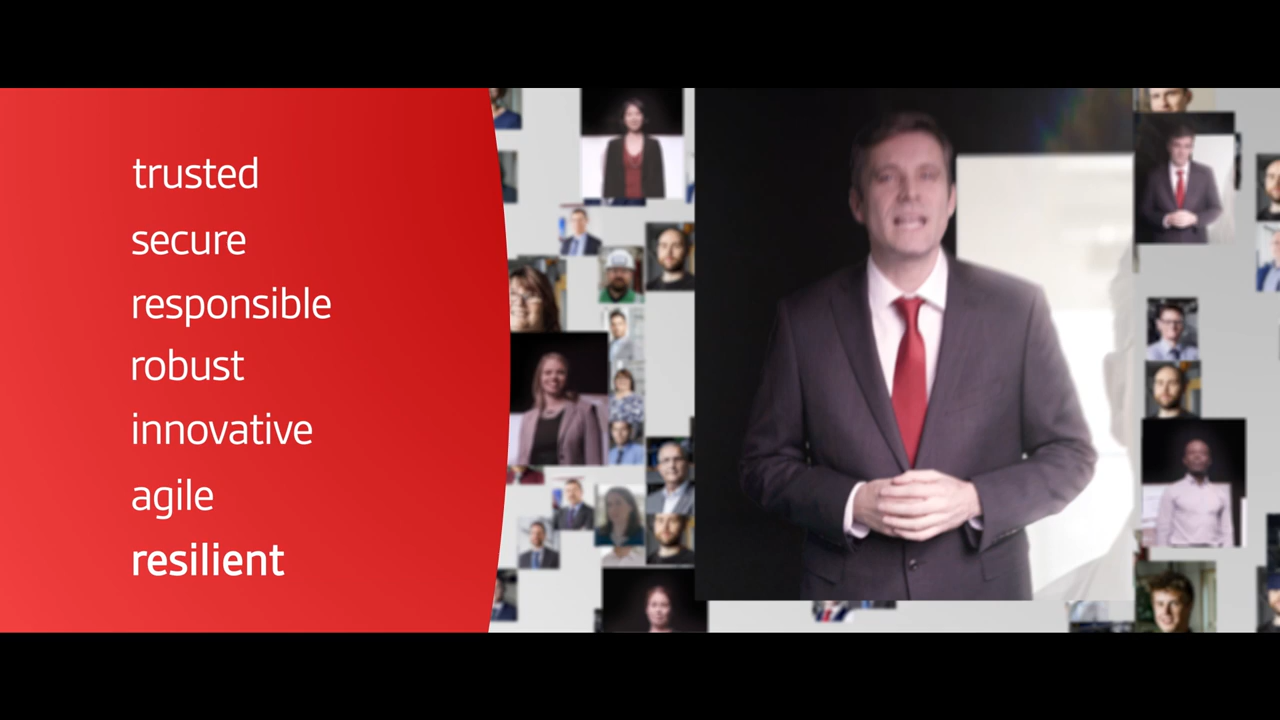 trusted
secure
responsible
robust
innovative
agile
resilient